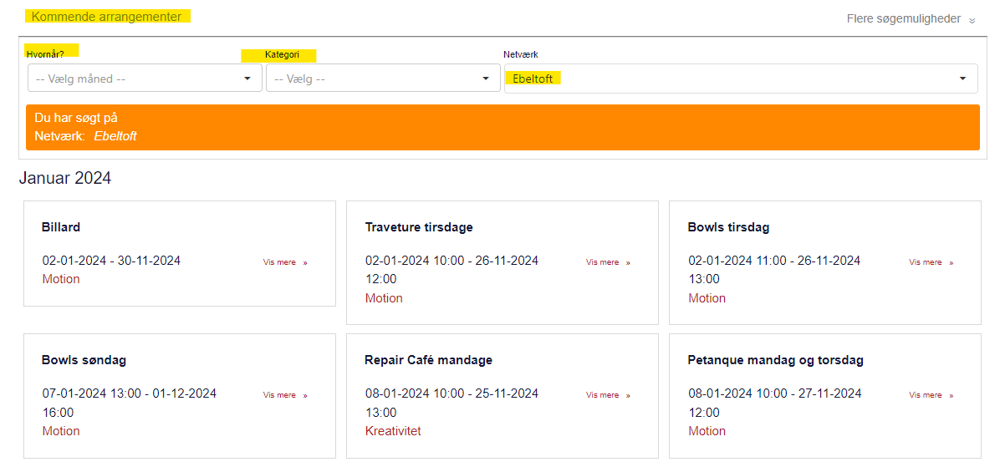 Kommende arrangementer
Flere søgemuligheder
Hvornår?
Kategori
Netværk
-- Vælg måned --
-- Vælg --
Ebeltoft
Du har søgt på
Netværk: Ebeltoft
Januar 2024
Billard
02-01-2024 - 30-11-2024
Vis mere »
Motion
Traveture tirsdage
02-01-2024 10:00 - 26-11-2024
12:00
Vis mere »
Motion
Bowls tirsdag
02-01-2024 11:00 - 26-11-2024
13:00
Vis mere »
Motion
Bowls søndag
07-01-2024 13:00 - 01-12-2024
16:00
Vis mere »
Motion
Repair Café mandage
08-01-2024 10:00 - 25-11-2024
13:00
Vis mere »
Kreativitet
Petanque mandag og torsdag
08-01-2024 10:00 - 27-11-2024
12:00
Vis mere »
Motion